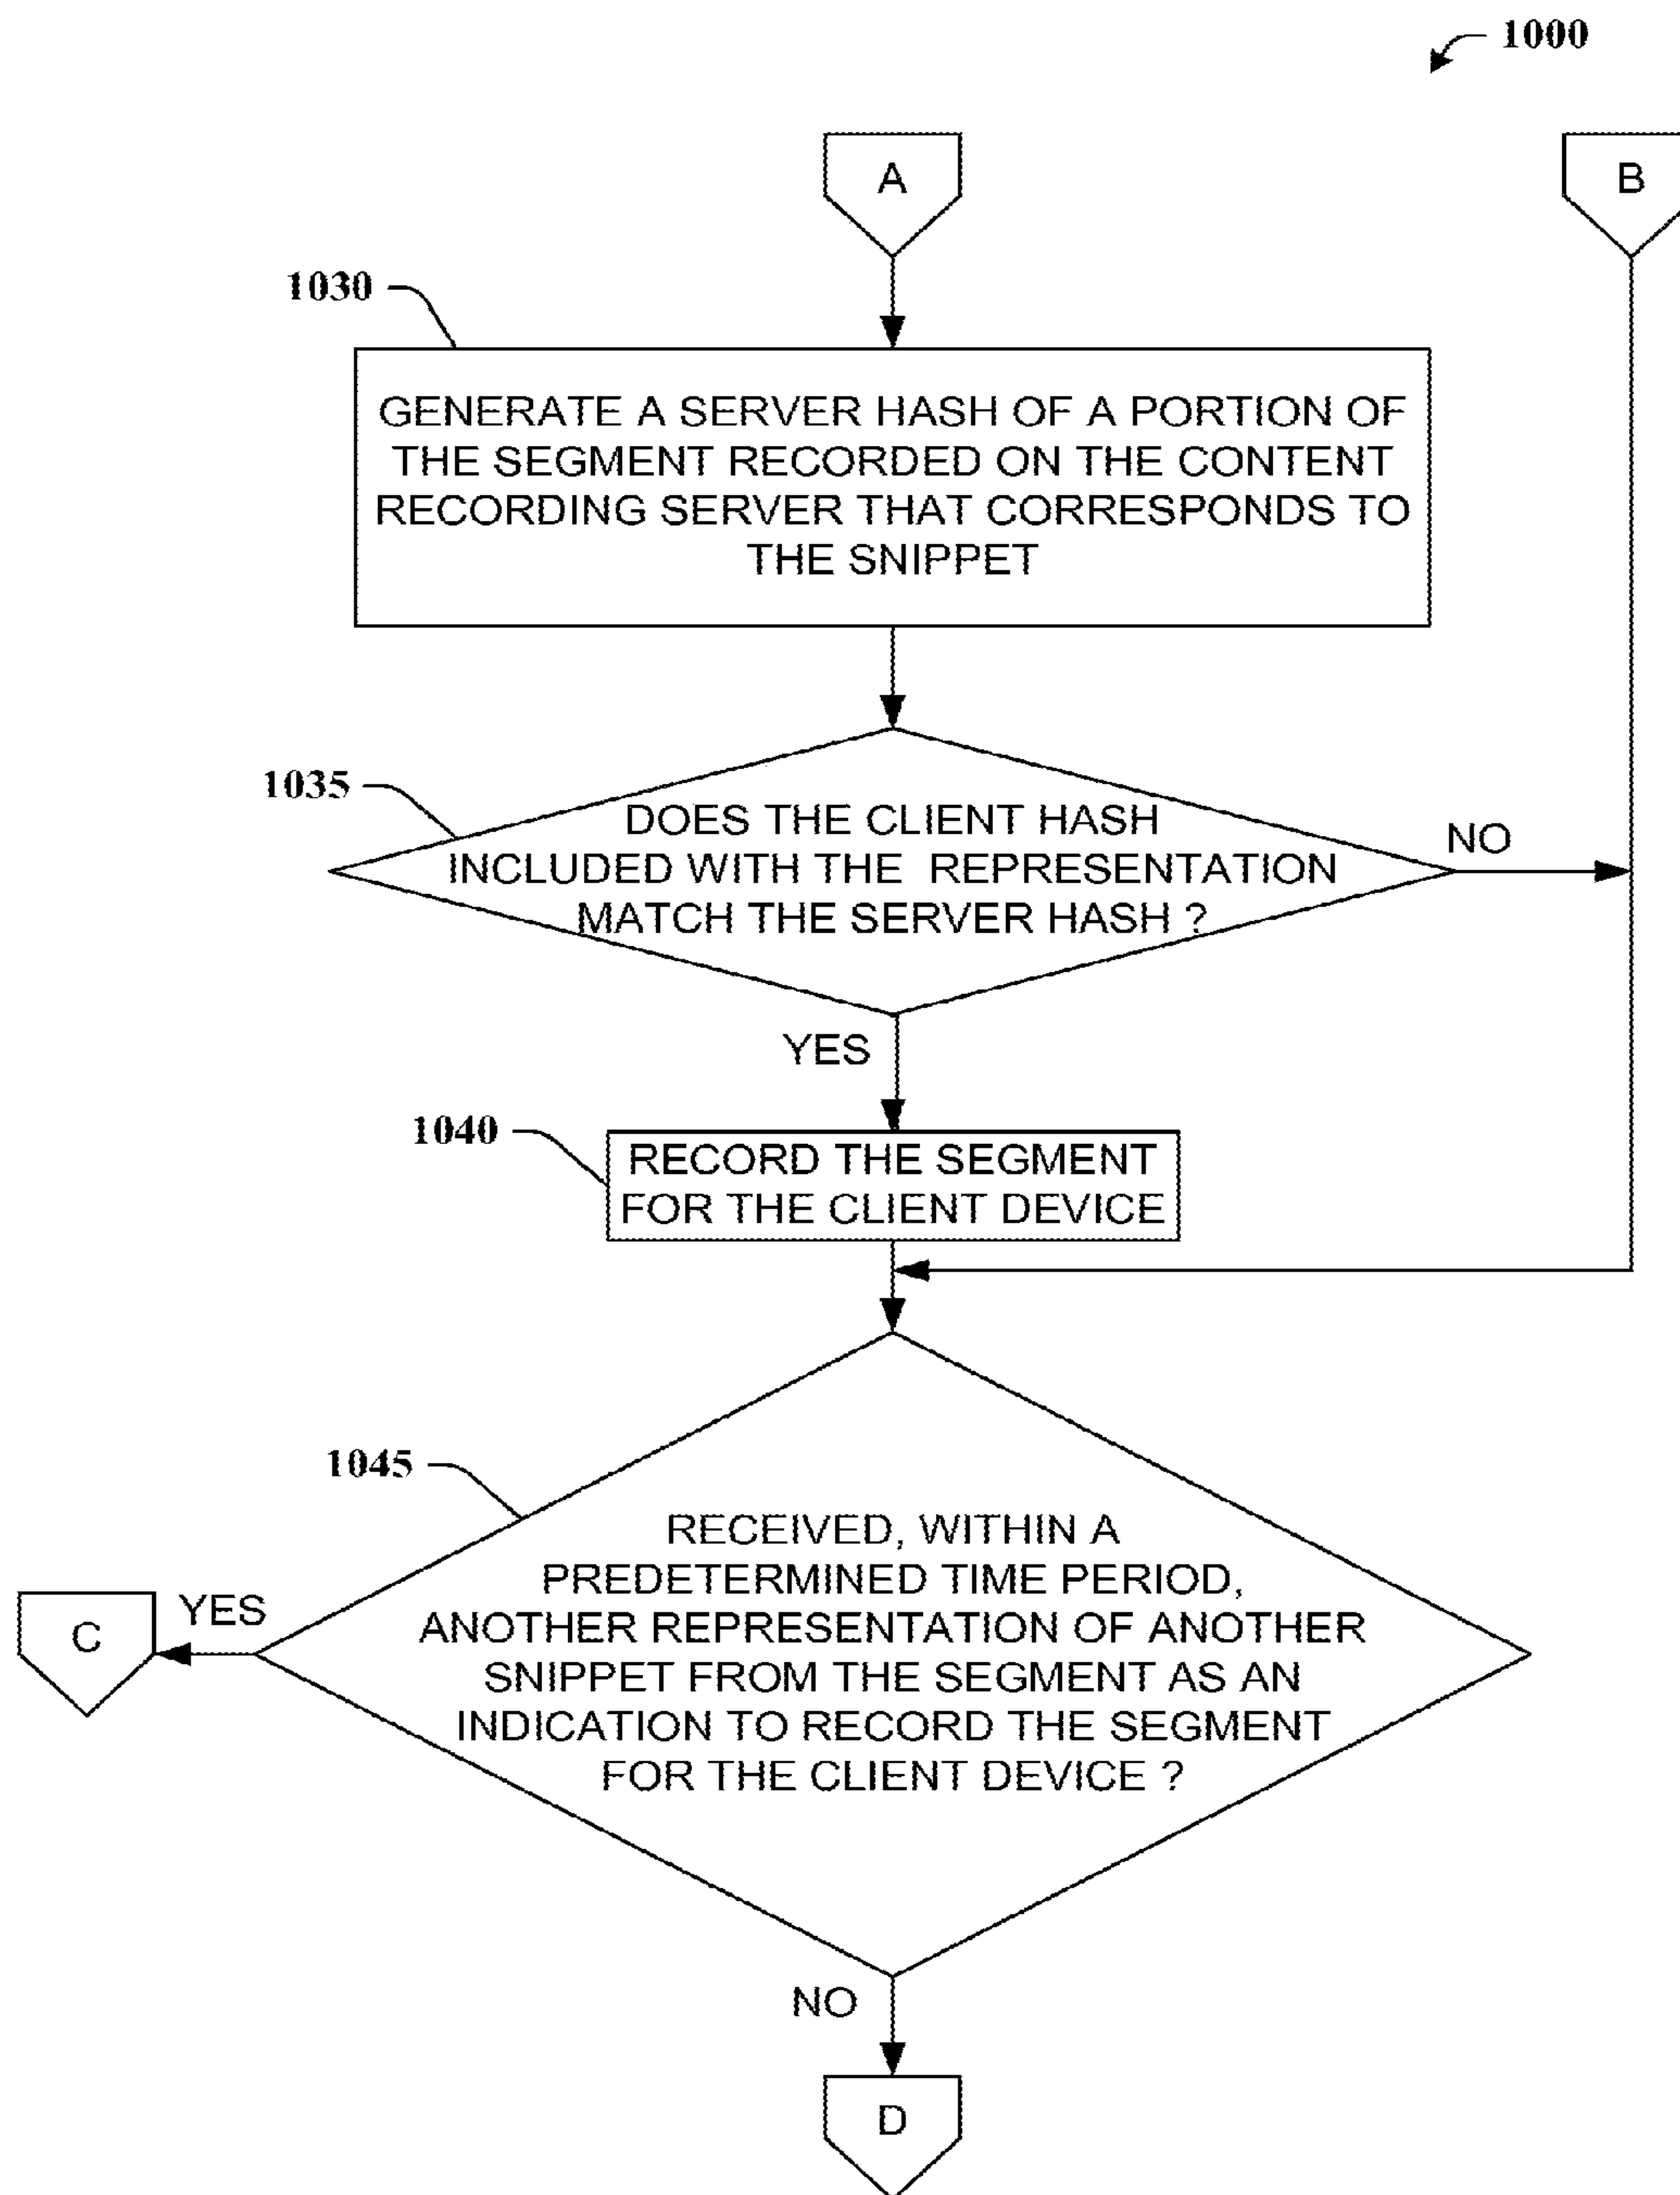 1000
A
B
1030
GENERATE A SERVER HASH OF A PORTION OF
THE SEGMENT RECORDED ON THE CONTENT
RECORDING SERVER THAT CORRESPONDS TO
THE SNIPPET
1035
DOES THE CLIENT HASH
INCLUDED WITH THE REPRESENTATION
MATCH THE SERVER HASH ?
NO
YES
1040
RECORD THE SEGMENT
FOR THE CLIENT DEVICE
1045
RECEIVED, WITHIN A
PREDETERMINED TIME PERIOD,
ANOTHER REPRESENTATION OF ANOTHER
SNIPPET FROM THE SEGMENT AS AN
INDICATION TO RECORD THE SEGMENT
FOR THE CLIENT DEVICE ?
YES
C
NO
D